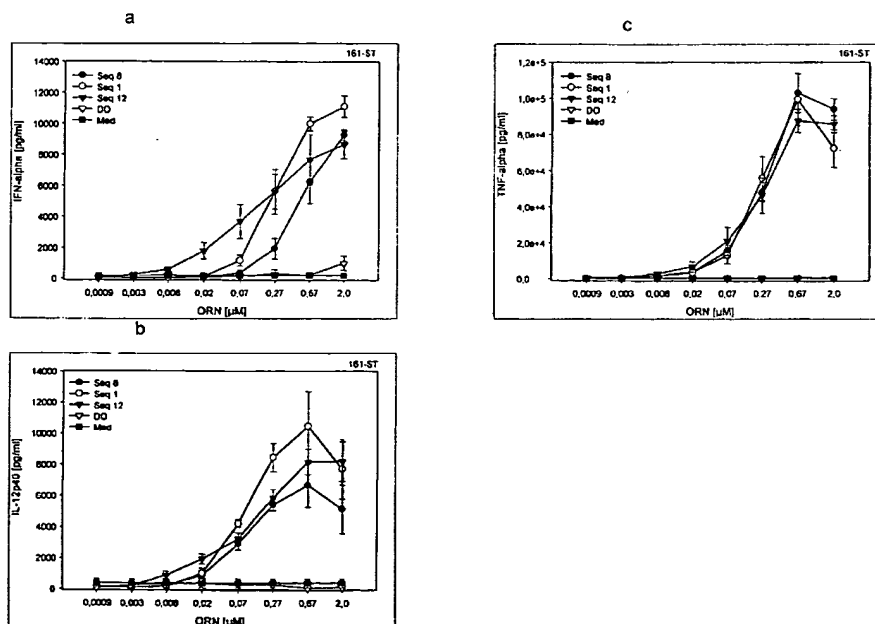 a
161-ST
14000
12000
10000
8000
6000
4000
2000
0
IFN-alpha [pg/ml]
Seq 8
Seq 1
Seq 12
DO
Med
0,0009 0,003 0,008 0,02 0,07 0,27 0,67 2,0
ORN [µM]
b
161-ST
14000
12000
10000
8000
6000
4000
2000
0
IL-12p40 [pg/ml]
Seq 8
Seq 1
Seq 12
DO
Med
0,0009 0,003 0,008 0,02 0,07 0,27 0,67 2,0
ORN [µM]
c
161-ST
1,2e+5
1,0e+5
8,0e+4
6,0e+4
4,0e+4
2,0e+4
0,0
TNF-alpha [pg/ml]
Seq 8
Seq 1
Seq 12
DO
Med
0,0009 0,003 0,008 0,02 0,07 0,27 0,67 2,0
ORN [µM]